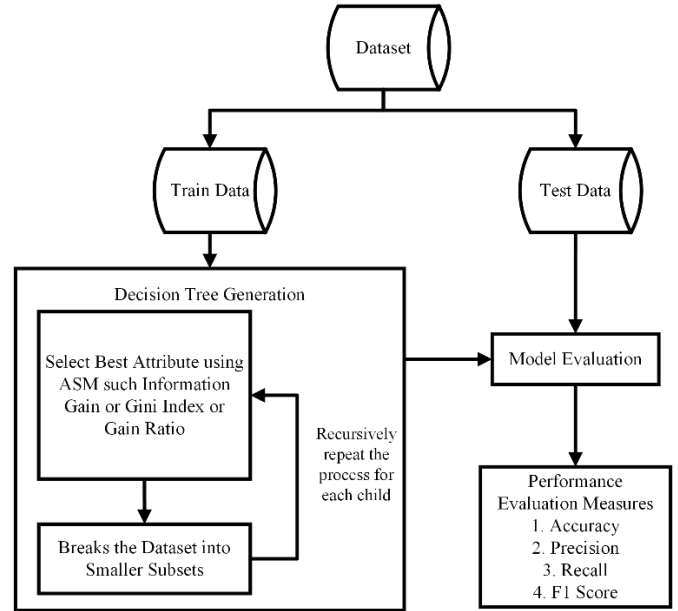 Dataset
Train Data
Test Data
Decision Tree Generation
Select Best Attribute using
ASM such Information
Gain or Gini Index or
Gain Ratio
Recursively
repeat the
process for
each child
Breaks the Dataset into
Smaller Subsets
Model Evaluation
Performance
Evaluation Measures
1. Accuracy
2. Precision
3. Recall
4. F1 Score